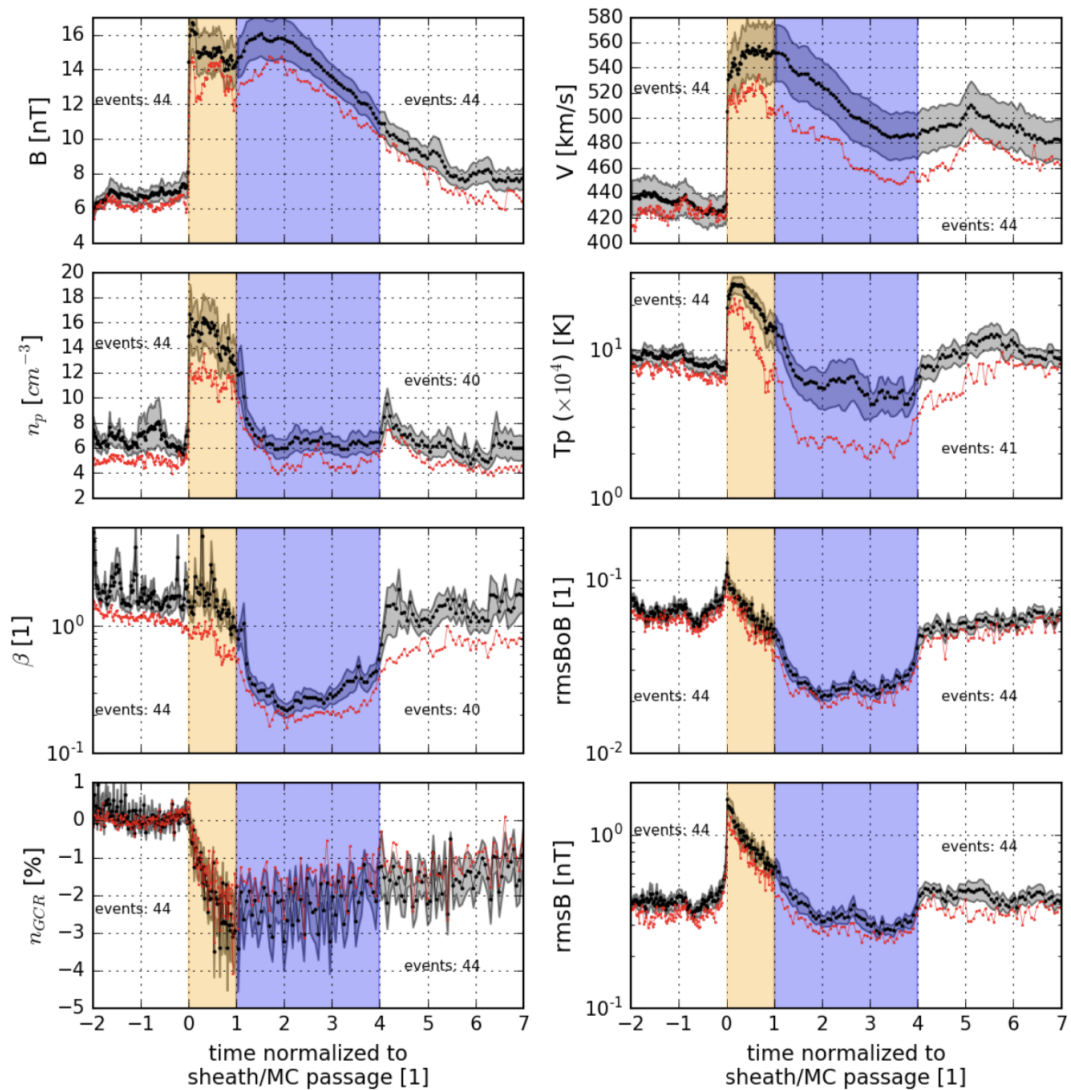 16
14
12
10
8
6
4
B [nT]
events: 44
events: 44
580
560
540
520
500
480
460
440
420
400
V [km/s]
events: 44
events: 44
20
18
16
14
12
10
8
6
4
2
n_p [cm^{-3}]
events: 44
events: 40
10^1
10^0
Tp (×10^4) [K]
events: 44
events: 41
10^0
10^{-1}
β [1]
events: 44
events: 40
10^{-1}
10^{-2}
rmsBoB [1]
events: 44
events: 44
1
0
−1
−2
−3
−4
−5
n_{GCR} [%]
events: 44
events: 44
−2 −1 0 1 2 3 4 5 6 7
time normalized to
sheath/MC passage [1]
10^0
10^{-1}
rmsB [nT]
events: 44
events: 44
−2 −1 0 1 2 3 4 5 6 7
time normalized to
sheath/MC passage [1]